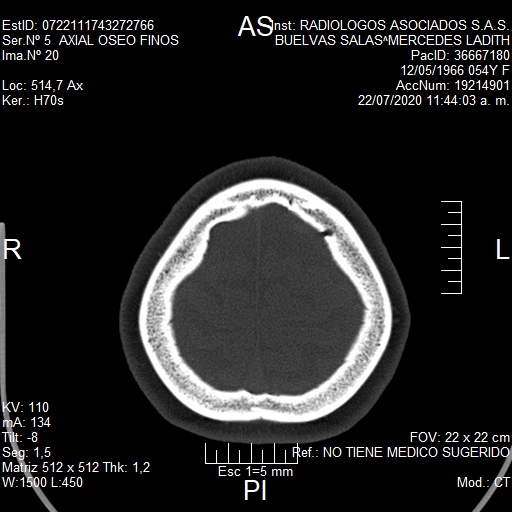 EstID: 0722111743272766
Ser.Nº 5 AXIAL OSEO FINOS
Ima.Nº 20
Loc: 514,7 Ax
Ker.: H70s
AS
Inst: RADIOLOGOS ASOCIADOS S.A.S.
BUELVAS SALAS^MERCEDES LADITH
PacID: 36667180
12/05/1966 054Y F
AccNum: 19214901
22/07/2020 11:44:03 a. m.
R
L
KV: 110
mA: 134
Tilt: -8
Seg: 1,5
Matriz 512 x 512 Thk: 1,2
W:1500 L:450
Esc 1=5 mm
PI
FOV: 22 x 22 cm
Ref.: NO TIENE MEDICO SUGERIDO
Mod.: CT